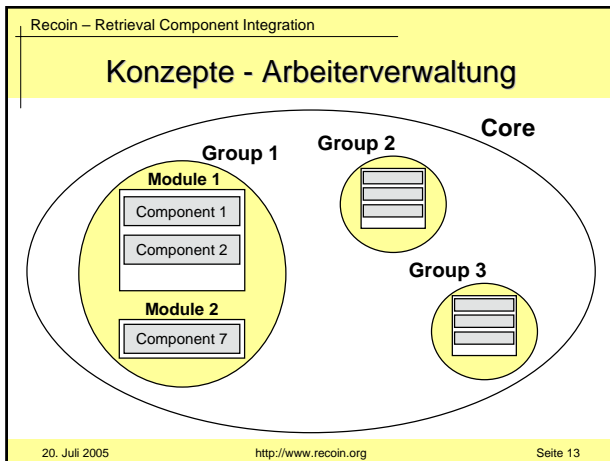 Recoin – Retrieval Component Integration
Konzepte - Arbeiterverwaltung
Core
Group 1
Group 2
Module 1
Component 1
Component 2
Group 3
Module 2
Component 7
20. Juli 2005
http://www.recoin.org
Seite 13